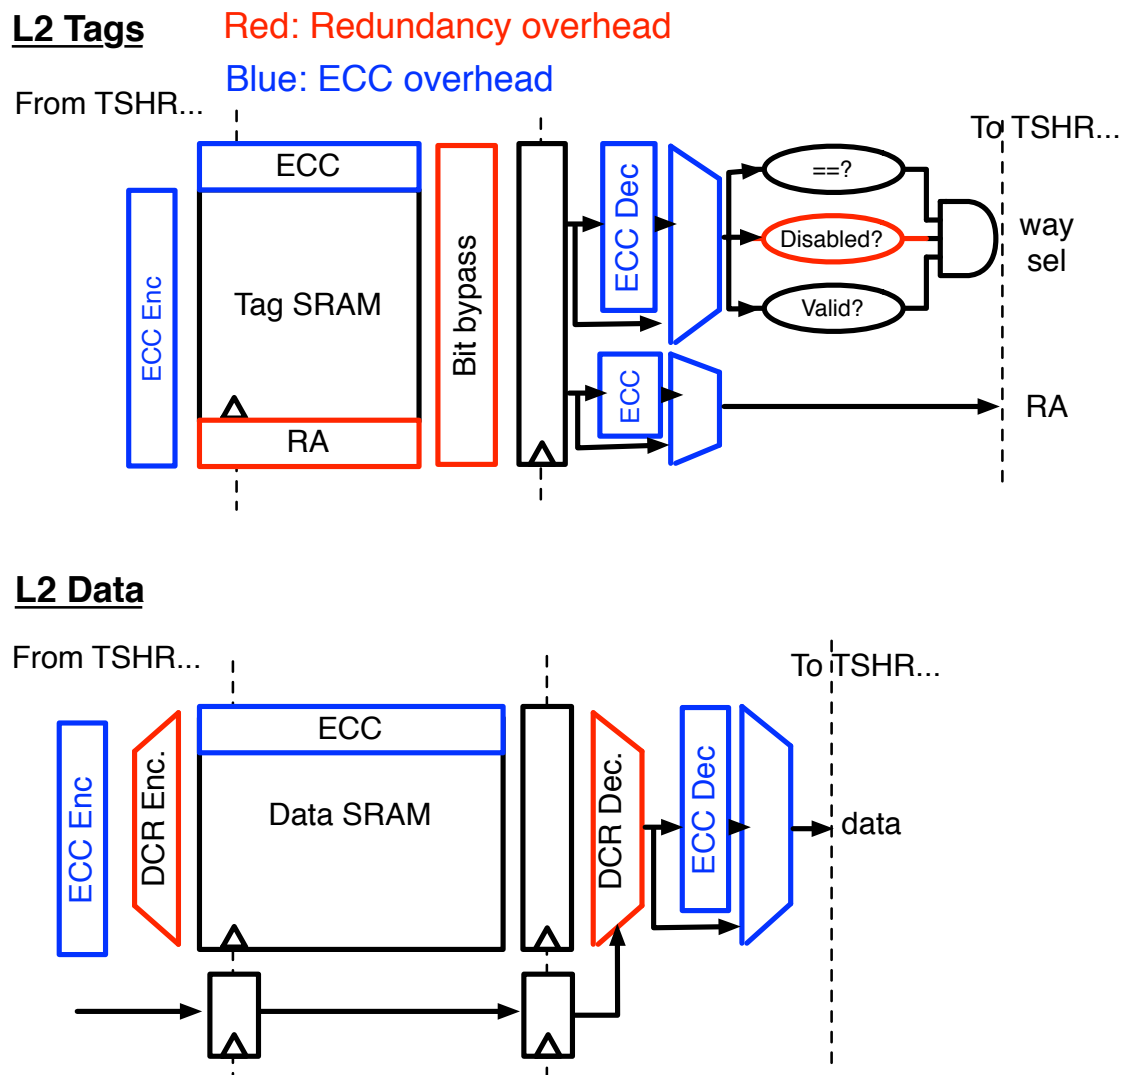 L2 Tags
Red: Redundancy overhead
Blue: ECC overhead
From TSHR...
To TSHR...
ECC Enc
ECC
Tag SRAM
RA
Bit bypass
ECC Dec
==?
Disabled?
Valid?
way
sel
ECC
RA
L2 Data
From TSHR...
To TSHR...
ECC Enc
DCR Enc.
ECC
Data SRAM
DCR Dec.
ECC Dec
data